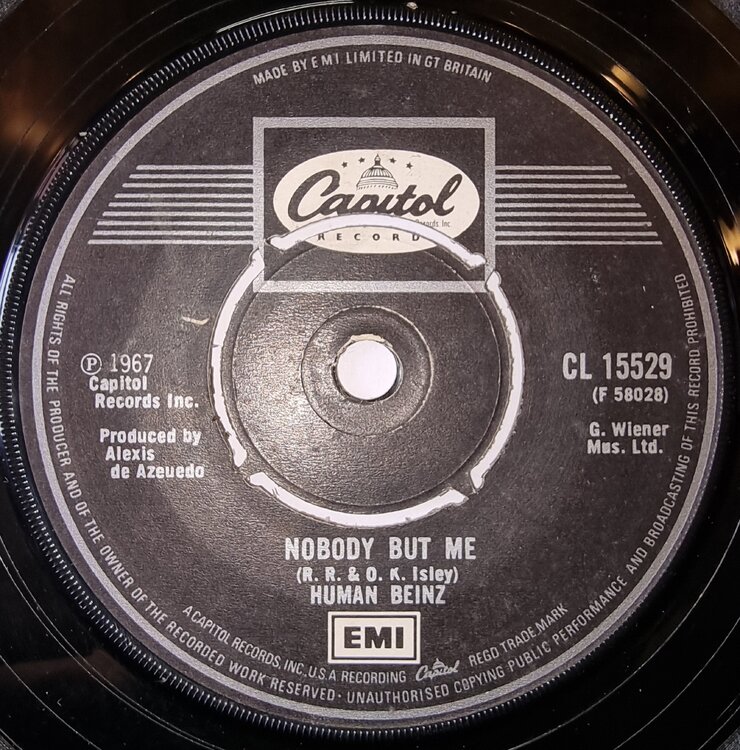 MADE BY EMI LIMITED IN GT BRITAIN
Capitol
Records Inc.
RECORD
ALL RIGHTS OF THE PRODUCER AND OF THE OWNER OF THE RECORDED WORK RESERVED · UNAUTHORISED COPYING PUBLIC PERFORMANCE AND BROADCASTING OF THIS RECORD PROHIBITED
Ⓟ 1967
Capitol
Records Inc.
Produced by
Alexis
de Azeuedo
CL 15529
(F 58028)
G. Wiener
Mus. Ltd.
NOBODY BUT ME
(R. R. & O. K. Isley)
HUMAN BEINZ
EMI
A CAPITOL RECORDS, INC. U.S.A RECORDING Capitol REGD TRADE MARK